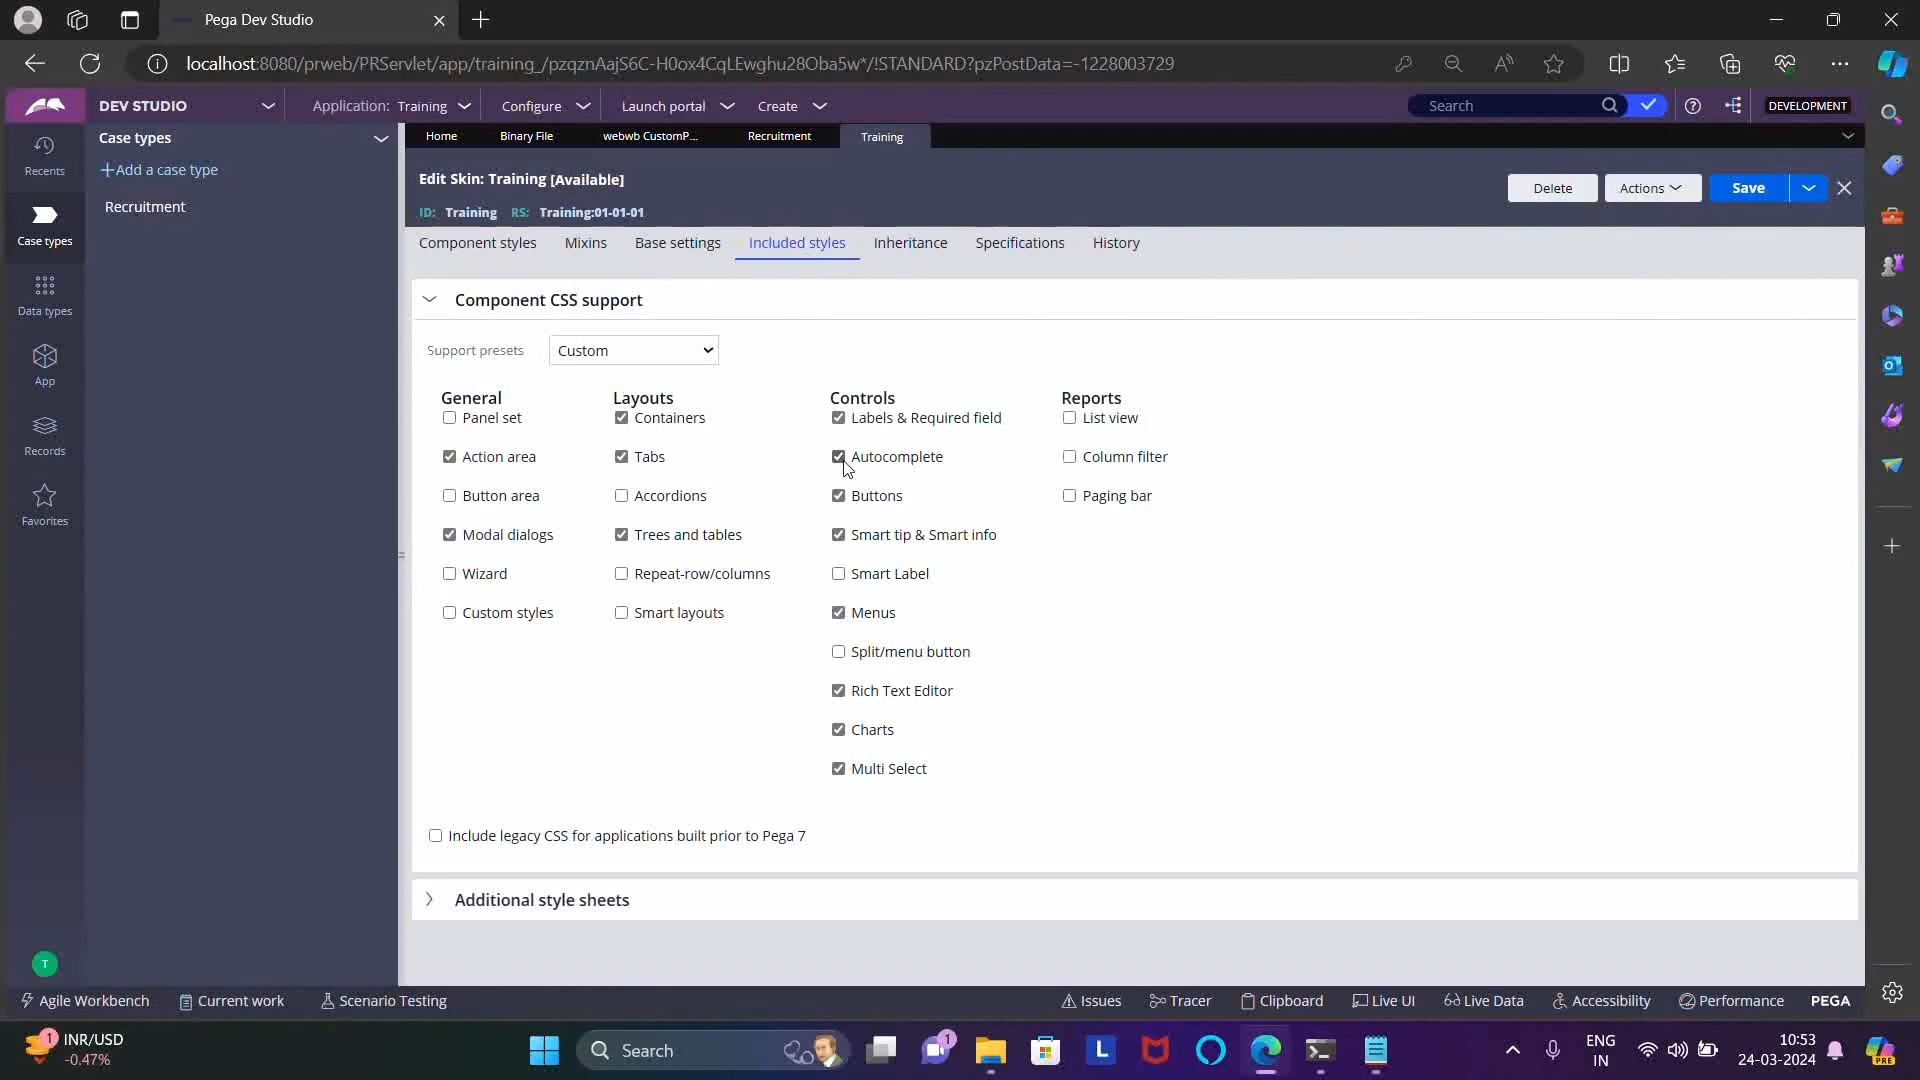 Pega Dev Studio
localhost:8080/prweb/PRServlet/app/training_/pzqznAajS6C-H0ox4CqLEwghu28Oba5w*/!STANDARD?pzPostData=-1228003729
DEV STUDIO
Application: Training
Configure
Launch portal
Create
Search
DEVELOPMENT
Recents
Case types
Data types
App
Records
Favorites
T
Case types
+Add a case type
Recruitment
Home
Binary File
webwb CustomP...
Recruitment
Training
Edit Skin: Training [Available]
ID: Training RS: Training:01-01-01
Delete
Actions
Save
Component styles
Mixins
Base settings
Included styles
Inheritance
Specifications
History
Component CSS support
Support presets
Custom
General
Panel set
Action area
Button area
Modal dialogs
Wizard
Custom styles
Layouts
Containers
Tabs
Accordions
Trees and tables
Repeat-row/columns
Smart layouts
Controls
Labels & Required field
Autocomplete
Buttons
Smart tip & Smart info
Smart Label
Menus
Split/menu button
Rich Text Editor
Charts
Multi Select
Reports
List view
Column filter
Paging bar
Include legacy CSS for applications built prior to Pega 7
Additional style sheets
Agile Workbench
Current work
Scenario Testing
Issues
Tracer
Clipboard
Live UI
Live Data
Accessibility
Performance
PEGA
1
INR/USD
-0.47%
Search
1
L
ENG
IN
10:53
24-03-2024
PRE